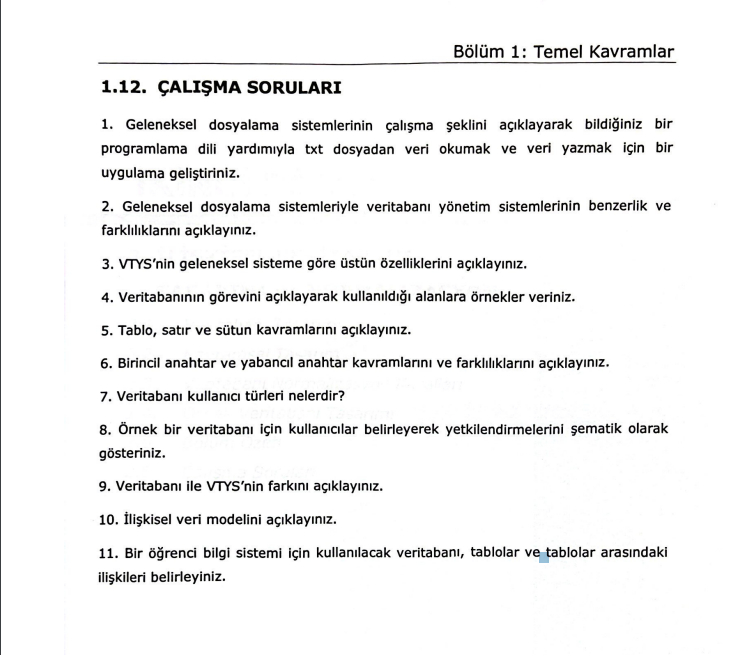 Bölüm 1: Temel Kavramlar
1.12. ÇALIŞMA SORULARI
1. Geleneksel dosyalama sistemlerinin çalışma şeklini açıklayarak bildiğiniz bir
programlama dili yardımıyla txt dosyadan veri okumak ve veri yazmak için bir
uygulama geliştiriniz.
2. Geleneksel dosyalama sistemleriyle veritabanı yönetim sistemlerinin benzerlik ve
farklılıklarını açıklayınız.
3. VTYS'nin geleneksel sisteme göre üstün özelliklerini açıklayınız.
4. Veritabanının görevini açıklayarak kullanıldığı alanlara örnekler veriniz.
5. Tablo, satır ve sütun kavramlarını açıklayınız.
6. Birincil anahtar ve yabancıl anahtar kavramlarını ve farklılıklarını açıklayınız.
7. Veritabanı kullanıcı türleri nelerdir?
8. Örnek bir veritabanı için kullanıcılar belirleyerek yetkilendirmelerini şematik olarak
gösteriniz.
9. Veritabanı ile VTYS'nin farkını açıklayınız.
10. İlişkisel veri modelini açıklayınız.
11. Bir öğrenci bilgi sistemi için kullanılacak veritabanı, tablolar ve tablolar arasındaki
ilişkileri belirleyiniz.